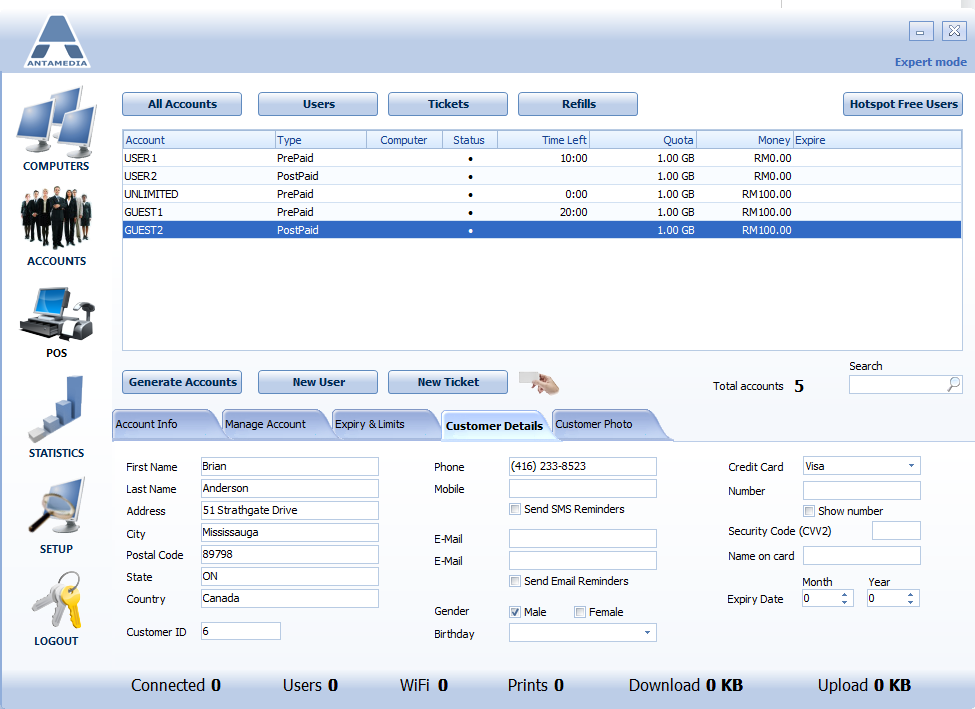 ANTAMEDIA
Expert mode
COMPUTERS
ACCOUNTS
POS
STATISTICS
SETUP
LOGOUT
All Accounts Users Tickets Refills Hotspot Free Users
Account Type Computer Status Time Left Quota Money Expire
USER1 PrePaid • 10:00 1.00 GB RM0.00
USER2 PostPaid • 1.00 GB RM0.00
UNLIMITED PrePaid • 0:00 1.00 GB RM100.00
GUEST1 PrePaid • 20:00 1.00 GB RM100.00
GUEST2 PostPaid • 1.00 GB RM100.00
Generate Accounts New User New Ticket Total accounts 5 Search
Account Info Manage Account Expiry & Limits Customer Details Customer Photo
First Name Brian
Last Name Anderson
Address 51 Strathgate Drive
City Mississauga
Postal Code 89798
State ON
Country Canada
Customer ID 6
Phone (416) 233-8523
Mobile
Send SMS Reminders
E-Mail
E-Mail
Send Email Reminders
Gender Male Female
Birthday
Credit Card Visa
Number
Show number
Security Code (CVV2)
Name on card
Month Year
Expiry Date 0 0
Connected 0 Users 0 WiFi 0 Prints 0 Download 0 KB Upload 0 KB